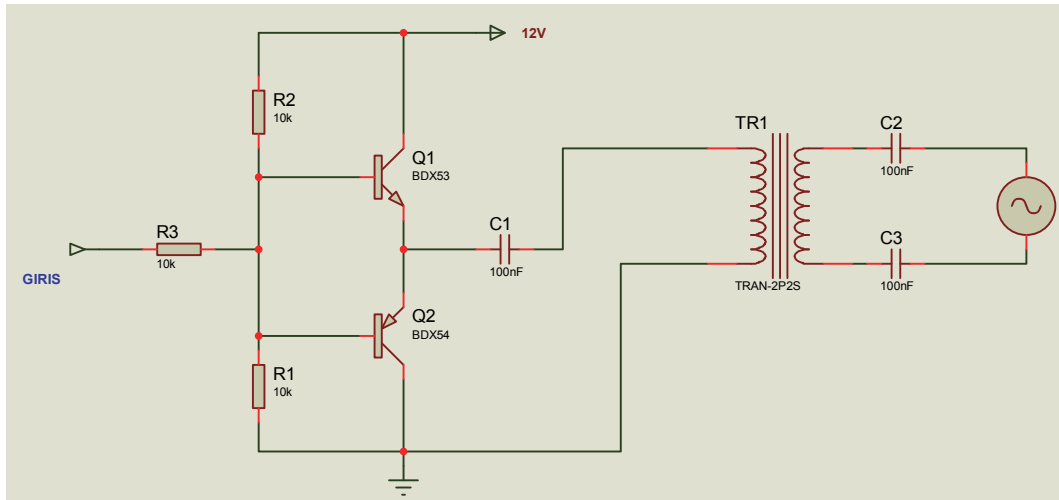 12V
R2
10k
Q1
BDX53
R3
10k
GIRIS
C1
100nF
Q2
BDX54
R1
10k
TR1
TRAN-2P2S
C2
100nF
C3
100nF